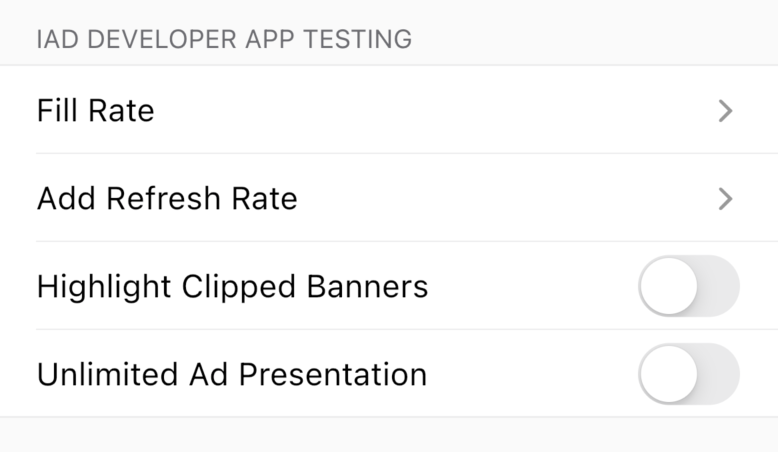 IAD DEVELOPER APP TESTING
Fill Rate
Add Refresh Rate
Highlight Clipped Banners
Unlimited Ad Presentation